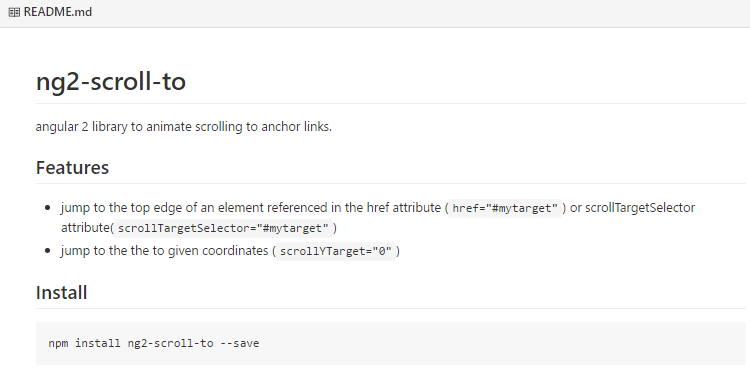 README.md
ng2-scroll-to
angular 2 library to animate scrolling to anchor links.
Features
• jump to the top edge of an element referenced in the href attribute ( href="#mytarget" ) or scrollTargetSelector
attribute( scrollTargetSelector="#mytarget" )
• jump to the the to given coordinates ( scrollYTarget="0" )
Install
npm install ng2-scroll-to --save